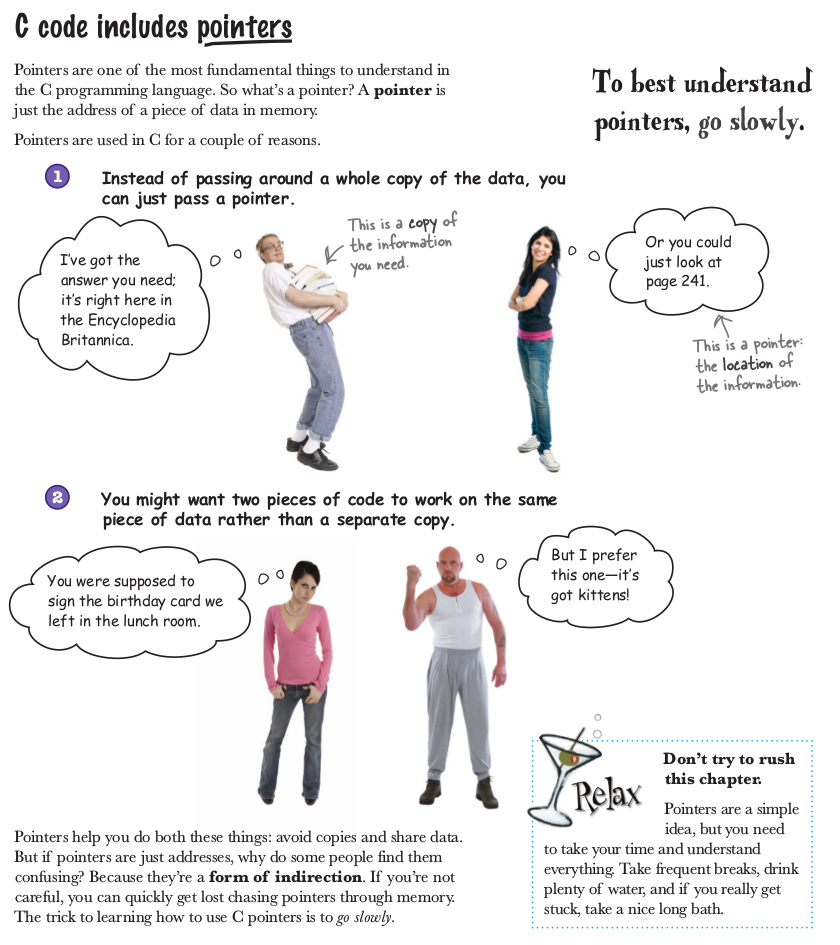 C code includes pointers
Pointers are one of the most fundamental things to understand in
the C programming language. So what's a pointer? A pointer is
just the address of a piece of data in memory.
Pointers are used in C for a couple of reasons.
To best understand
pointers, go slowly.
1
Instead of passing around a whole copy of the data, you
can just pass a pointer.
I've got the
answer you need;
it's right here in
the Encyclopedia
Britannica.
This is a copy of
the information
you need.
Or you could
just look at
page 241.
This is a pointer:
the location of
the information.
2
You might want two pieces of code to work on the same
piece of data rather than a separate copy.
You were supposed to
sign the birthday card we
left in the lunch room.
But I prefer
this one—it's
got kittens!
Pointers help you do both these things: avoid copies and share data.
But if pointers are just addresses, why do some people find them
confusing? Because they're a form of indirection. If you're not
careful, you can quickly get lost chasing pointers through memory.
The trick to learning how to use C pointers is to go slowly.
Relax
Don't try to rush
this chapter.
Pointers are a simple
idea, but you need
to take your time and understand
everything. Take frequent breaks, drink
plenty of water, and if you really get
stuck, take a nice long bath.